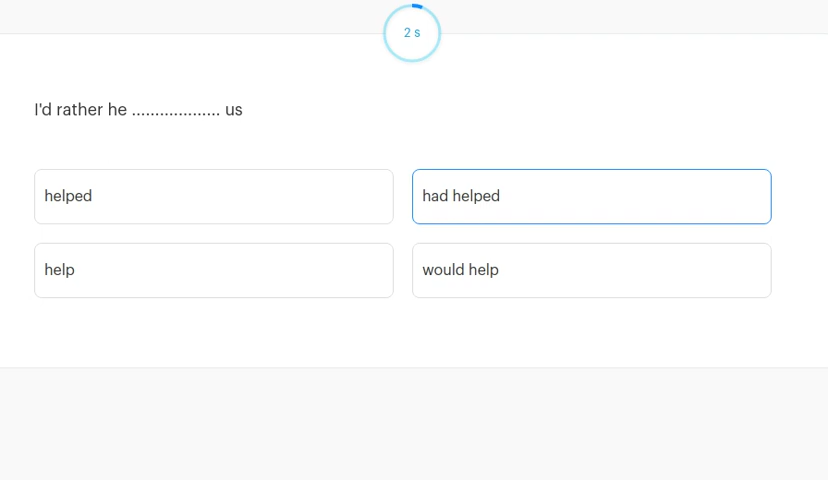 2 s
I'd rather he ................... us
helped
had helped
help
would help